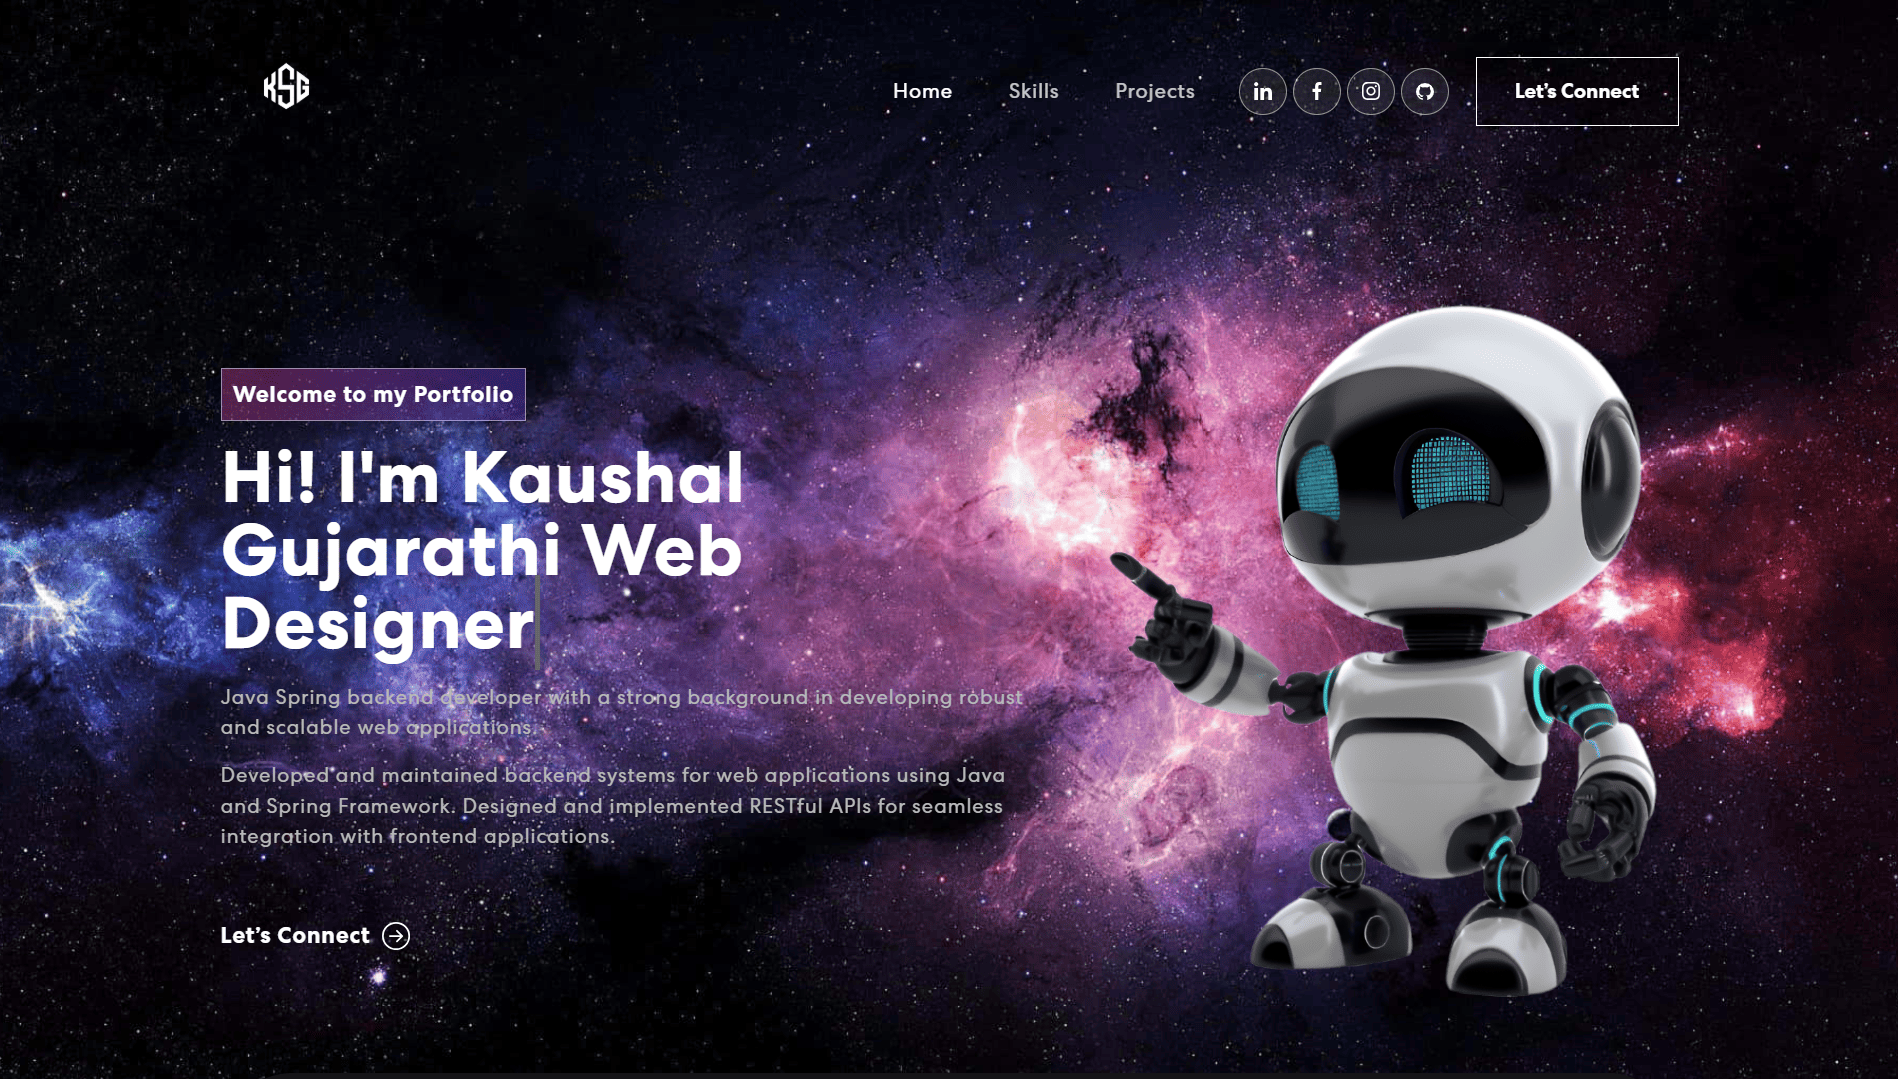 KSG
Home Skills Projects in f Let's Connect
Welcome to my Portfolio
Hi! I'm Kaushal
Gujarathi Web
Designer
Java Spring backend developer with a strong background in developing robust
and scalable web applications.
Developed and maintained backend systems for web applications using Java
and Spring Framework. Designed and implemented RESTful APIs for seamless
integration with frontend applications.
Let’s Connect